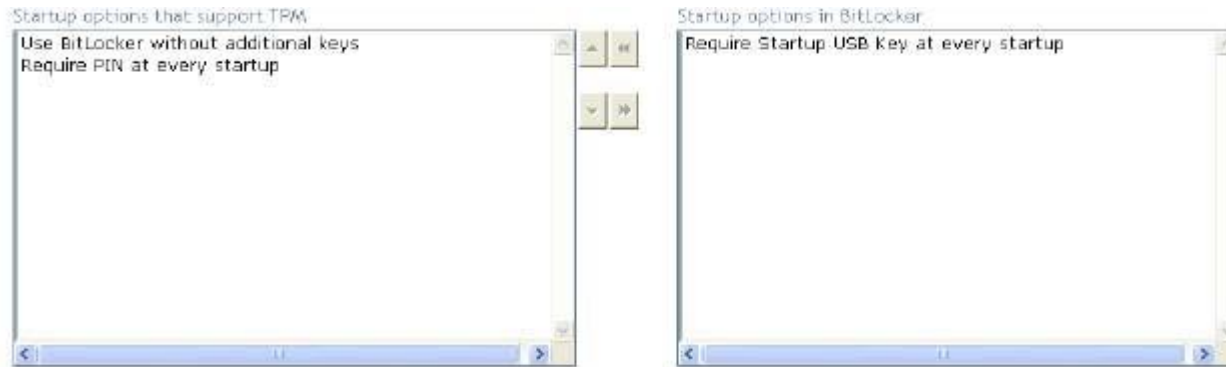 Startup options that support TPM
Use BitLocker without additional keys
Require PIN at every startup
Startup options in BitLocker
Require Startup USB Key at every startup